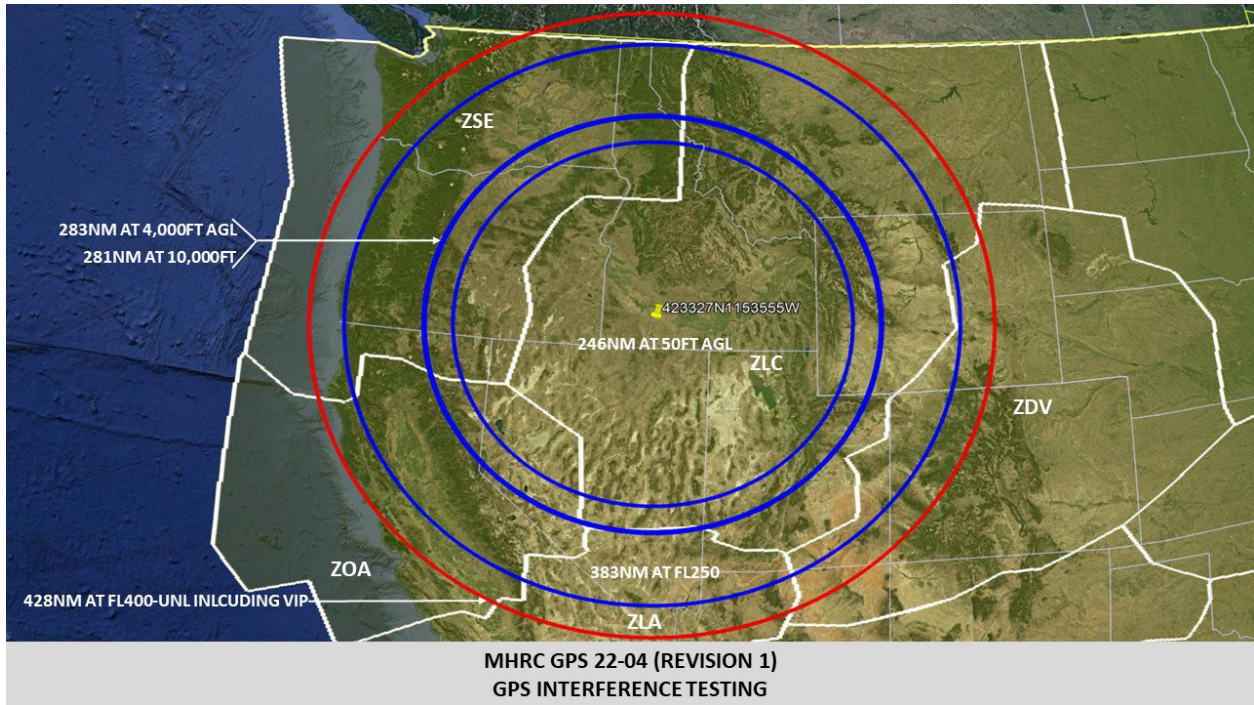 ZSE
283NM AT 4,000FT AGL
281NM AT 10,000FT
423327N1153555W
246NM AT 50FT AGL
ZLC
ZDV
ZOA
383NM AT FL250
428NM AT FL400-UNL INLCUDING VIP
ZLA
MHRC GPS 22-04 (REVISION 1)
GPS INTERFERENCE TESTING